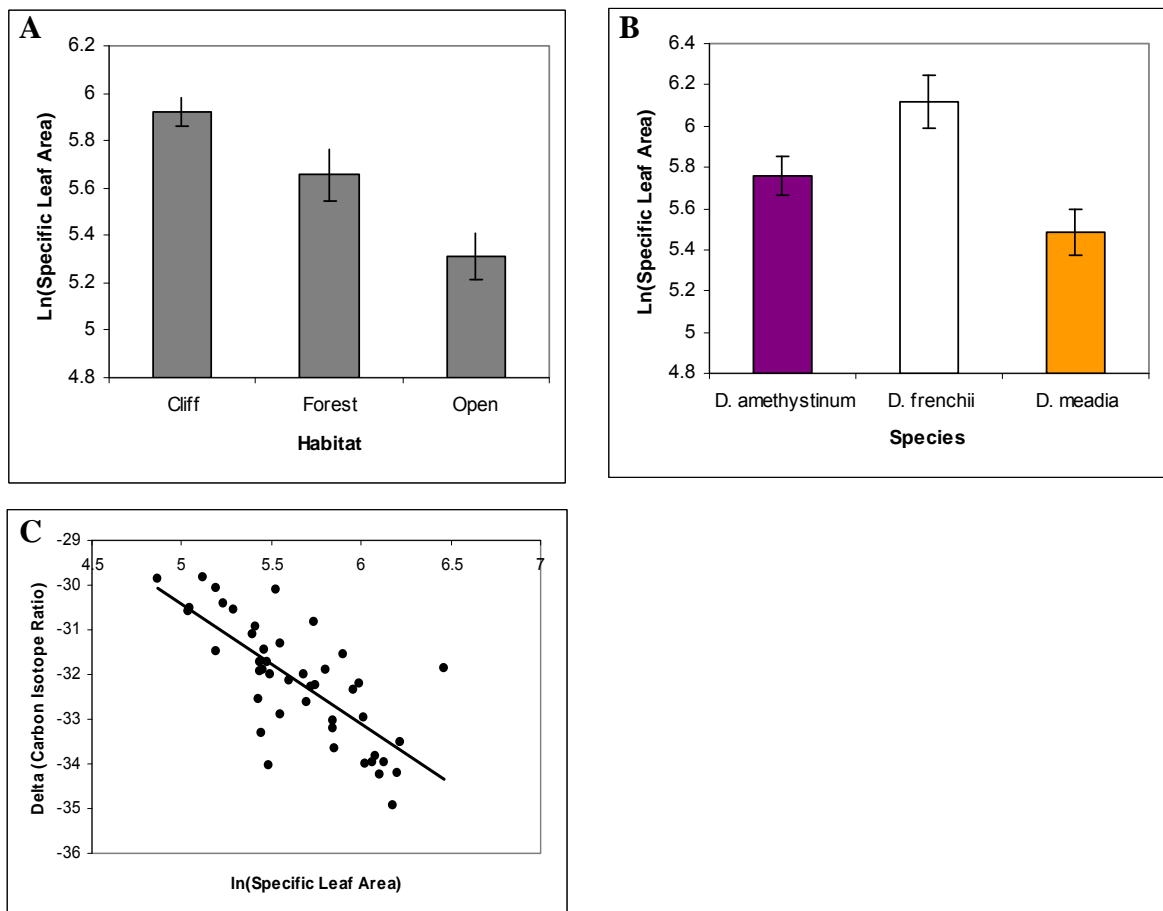 A
Ln(Specific Leaf Area)
6.2
6
5.8
5.6
5.4
5.2
5
4.8
Cliff Forest Open
Habitat
B
Ln(Specific Leaf Area)
6.4
6.2
6
5.8
5.6
5.4
5.2
5
4.8
D. amethystinum D. frenchii D. meadia
Species
C
Delta (Carbon Isotope Ratio)
-29
4.5 5 5.5 6 6.5 7
-30
-31
-32
-33
-34
-35
-36
ln(Specific Leaf Area)